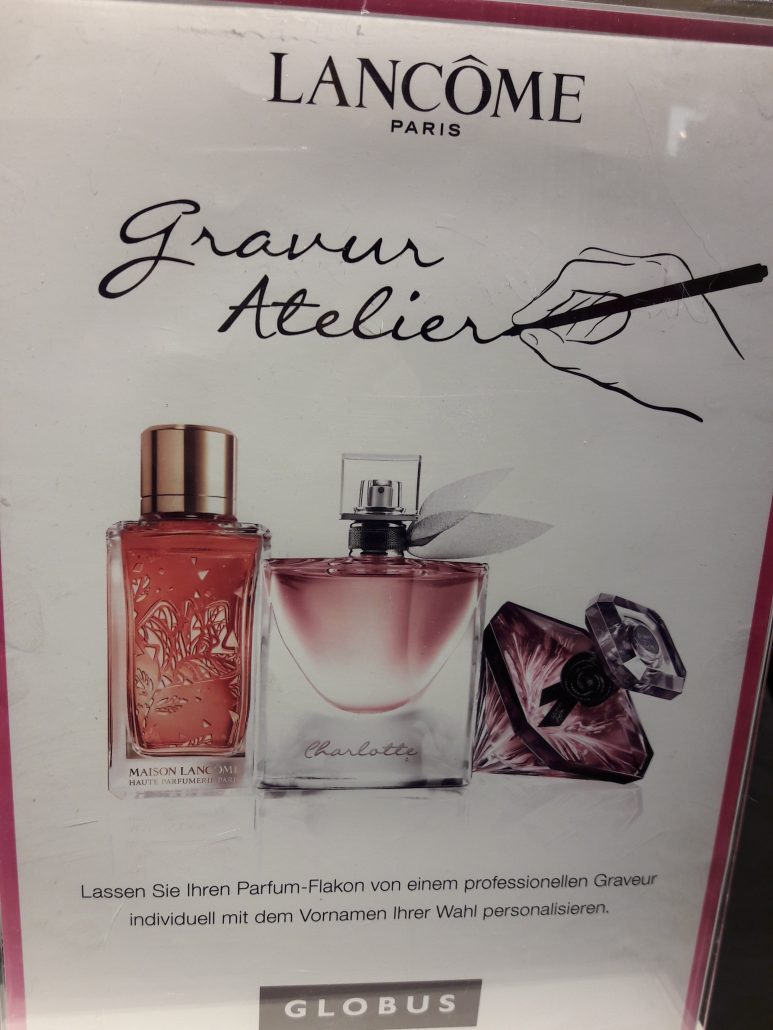 LANCÔME
PARIS
Gravur
Atelier
Charlotte
MAISON LANCÔME
HAUTE PARFUMERIE PARIS
Lassen Sie Ihren Parfum-Flakon von einem professionellen Graveur
individuell mit dem Vornamen Ihrer Wahl personalisieren.
GLOBUS